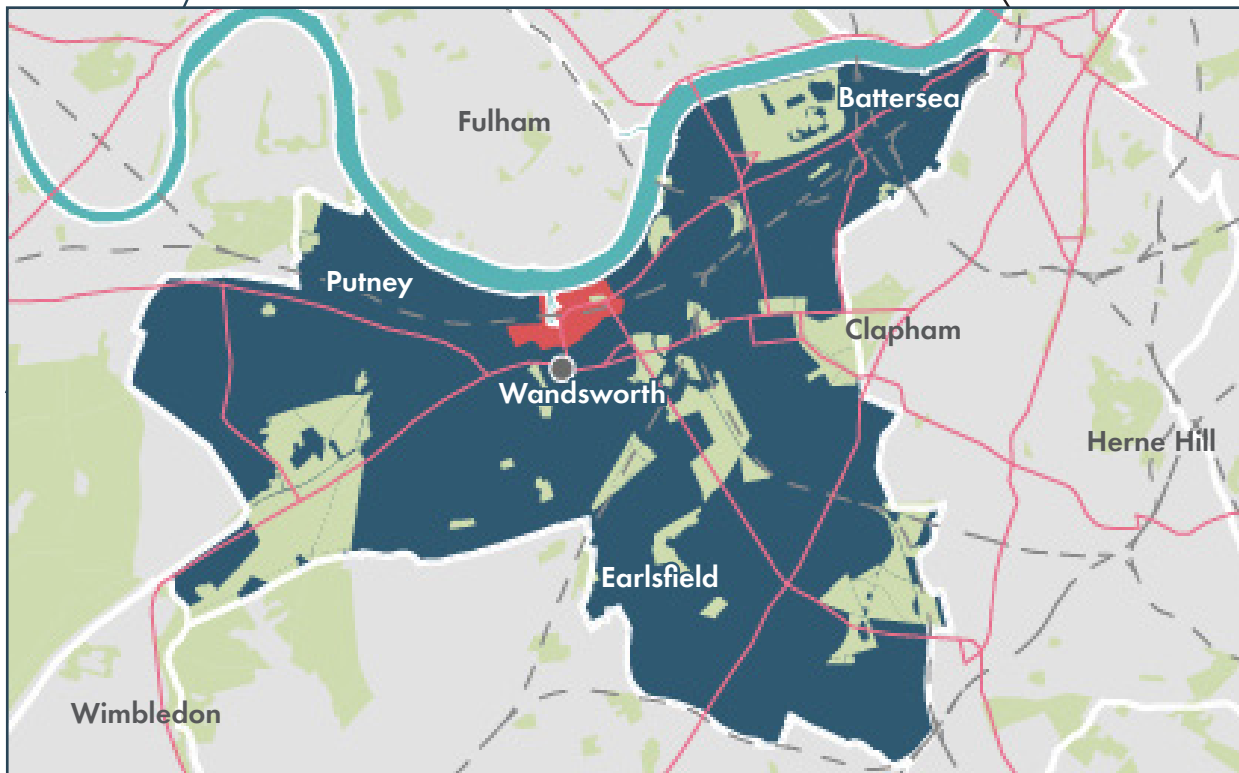 Battersea
Fulham
Putney
Clapham
Wandsworth
Herne Hill
Earlsfield
Wimbledon